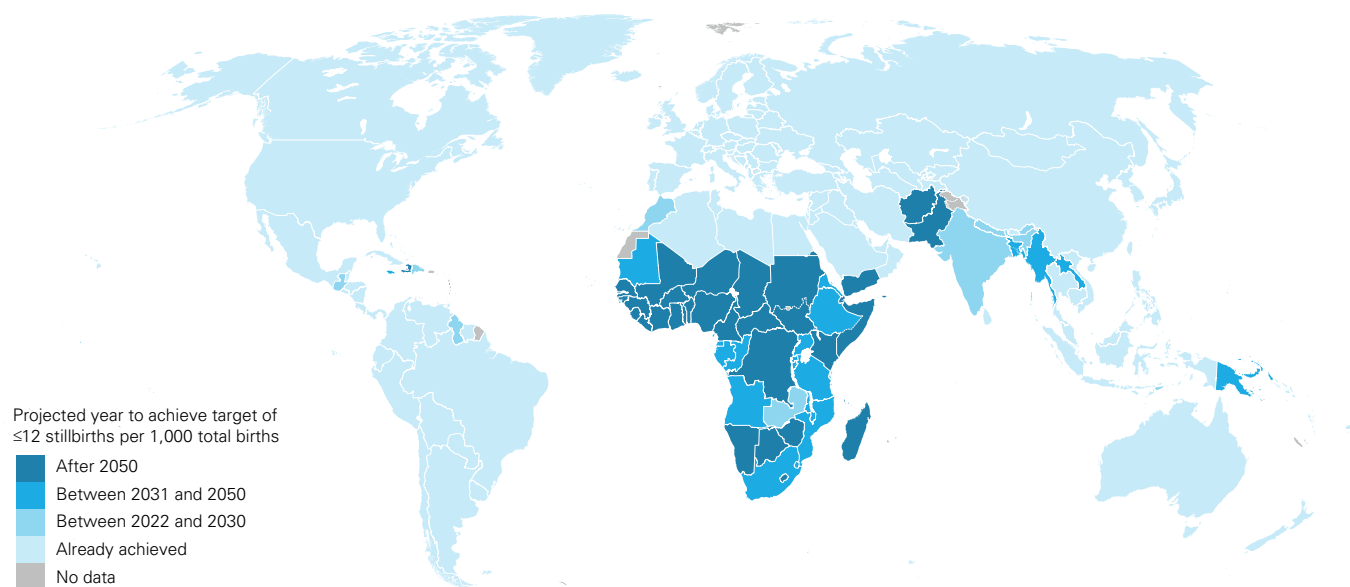 Projected year to achieve target of
≤12 stillbirths per 1,000 total births
After 2050
Between 2031 and 2050
Between 2022 and 2030
Already achieved
No data